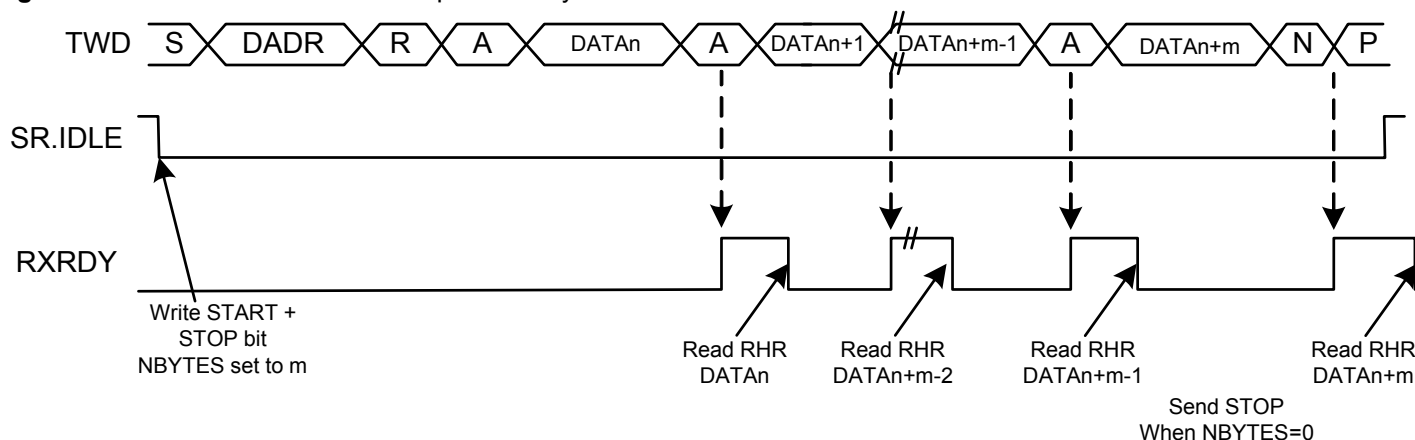 TWD S DADR R A DATAn A DATAn+1 DATAn+m-1 A DATAn+m N P
SR.IDLE
RXRDY
Write START +
STOP bit
NBYTES set to m
Read RHR
DATAn
Read RHR
DATAn+m-2
Read RHR
DATAn+m-1
Read RHR
DATAn+m
Send STOP
When NBYTES=0